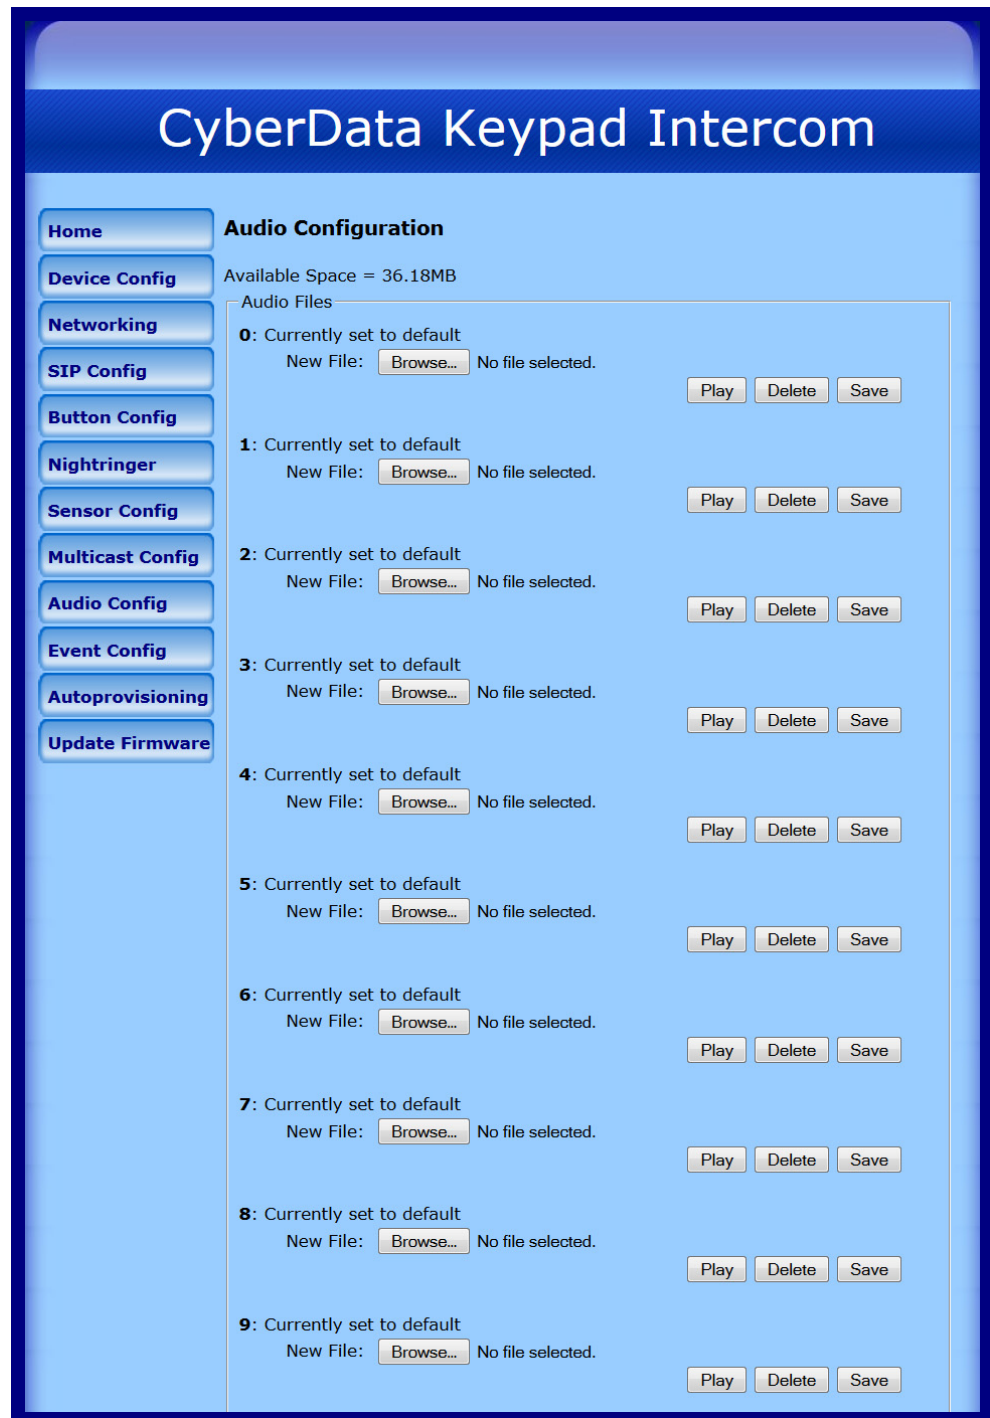 CyberData Keypad Intercom
Home
Device Config
Networking
SIP Config
Button Config
Nightringer
Sensor Config
Multicast Config
Audio Config
Event Config
Autoprovisioning
Update Firmware
Audio Configuration
Available Space = 36.18MB
Audio Files
0: Currently set to default
New File: Browse... No file selected.
Play Delete Save
1: Currently set to default
New File: Browse... No file selected.
Play Delete Save
2: Currently set to default
New File: Browse... No file selected.
Play Delete Save
3: Currently set to default
New File: Browse... No file selected.
Play Delete Save
4: Currently set to default
New File: Browse... No file selected.
Play Delete Save
5: Currently set to default
New File: Browse... No file selected.
Play Delete Save
6: Currently set to default
New File: Browse... No file selected.
Play Delete Save
7: Currently set to default
New File: Browse... No file selected.
Play Delete Save
8: Currently set to default
New File: Browse... No file selected.
Play Delete Save
9: Currently set to default
New File: Browse... No file selected.
Play Delete Save